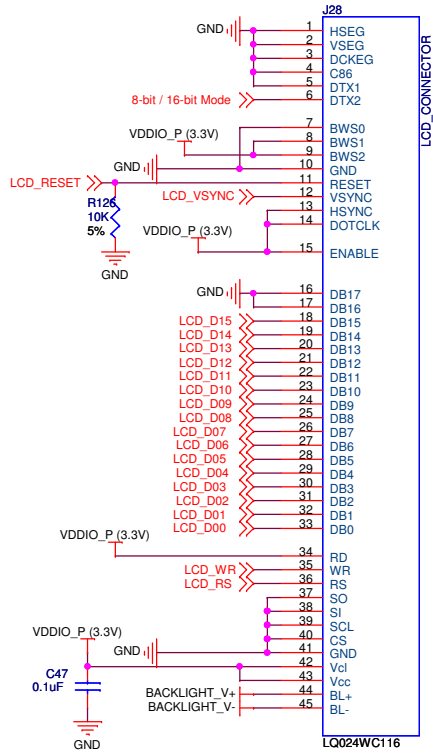 J28
LCD_CONNECTOR
GND 1 HSEG
2 VSEG
3 DCKEG
4 C86
5 DTX1
8-bit / 16-bit Mode 6 DTX2
7 BWS0
VDDIO_P (3.3V) 8 BWS1
9 BWS2
GND 10 GND
LCD_RESET 11 RESET
R126
10K
5%
GND
LCD_VSYNC 12 VSYNC
13 HSYNC
14 DOTCLK
VDDIO_P (3.3V)
15 ENABLE
GND 16 DB17
17 DB16
LCD_D15 18 DB15
LCD_D14 19 DB14
LCD_D13 20 DB13
LCD_D12 21 DB12
LCD_D11 22 DB11
LCD_D10 23 DB10
LCD_D09 24 DB9
LCD_D08 25 DB8
LCD_D07 26 DB7
LCD_D06 27 DB6
LCD_D05 28 DB5
LCD_D04 29 DB4
LCD_D03 30 DB3
LCD_D02 31 DB2
LCD_D01 32 DB1
LCD_D00 33 DB0
VDDIO_P (3.3V)
34 RD
LCD_WR 35 WR
LCD_RS 36 RS
37 SO
38 SI
39 SCL
40 CS
VDDIO_P (3.3V)
GND 41 GND
42 Vcl
43 Vcc
C47
0.1uF
GND
BACKLIGHT_V+ 44 BL+
BACKLIGHT_V- 45 BL-
LQ024WC116